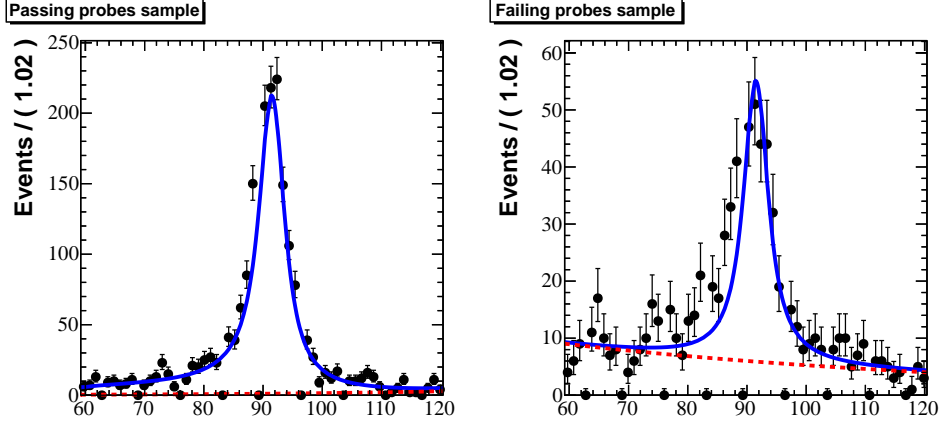 Passing probes sample
Failing probes sample
Events / ( 1.02 )
250
200
150
100
50
0
60 70 80 90 100 110 120
Events / ( 1.02 )
60
50
40
30
20
10
0
60 70 80 90 100 110 120